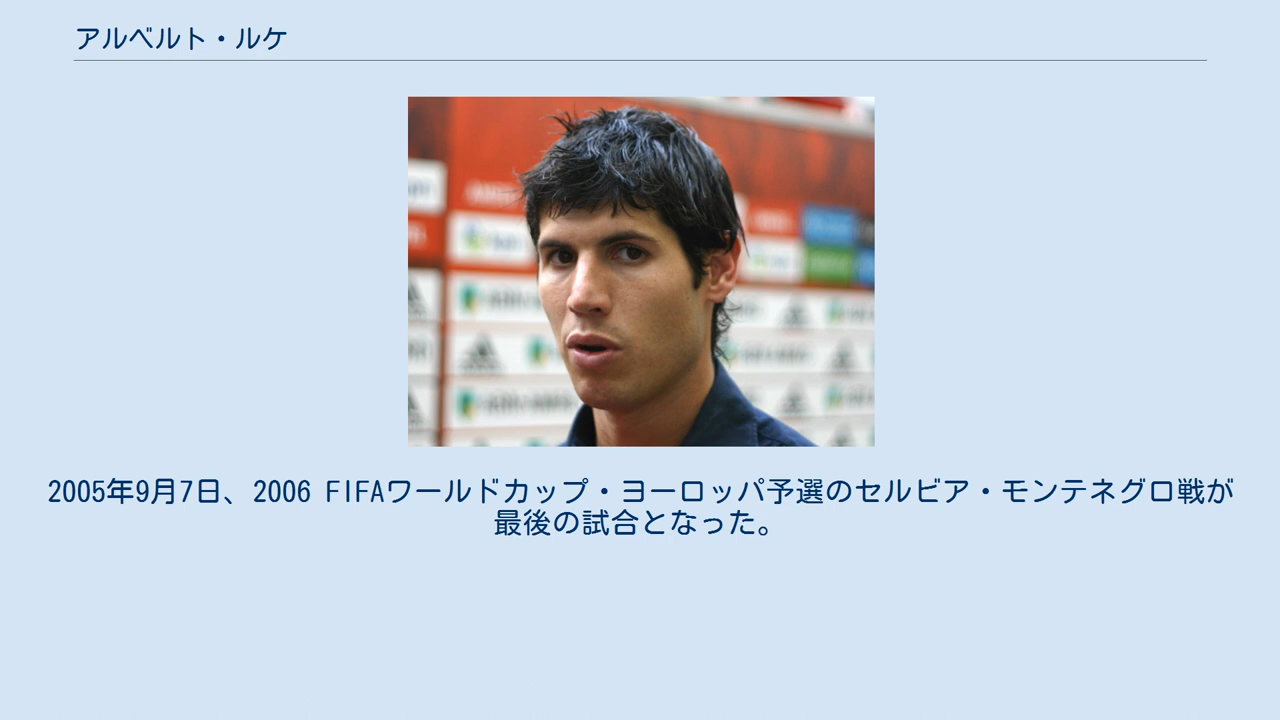 アルベルト・ルケ
2005年9月7日、2006 FIFAワールドカップ・ヨーロッパ予選のセルビア・モンテネグロ戦が
最後の試合となった。